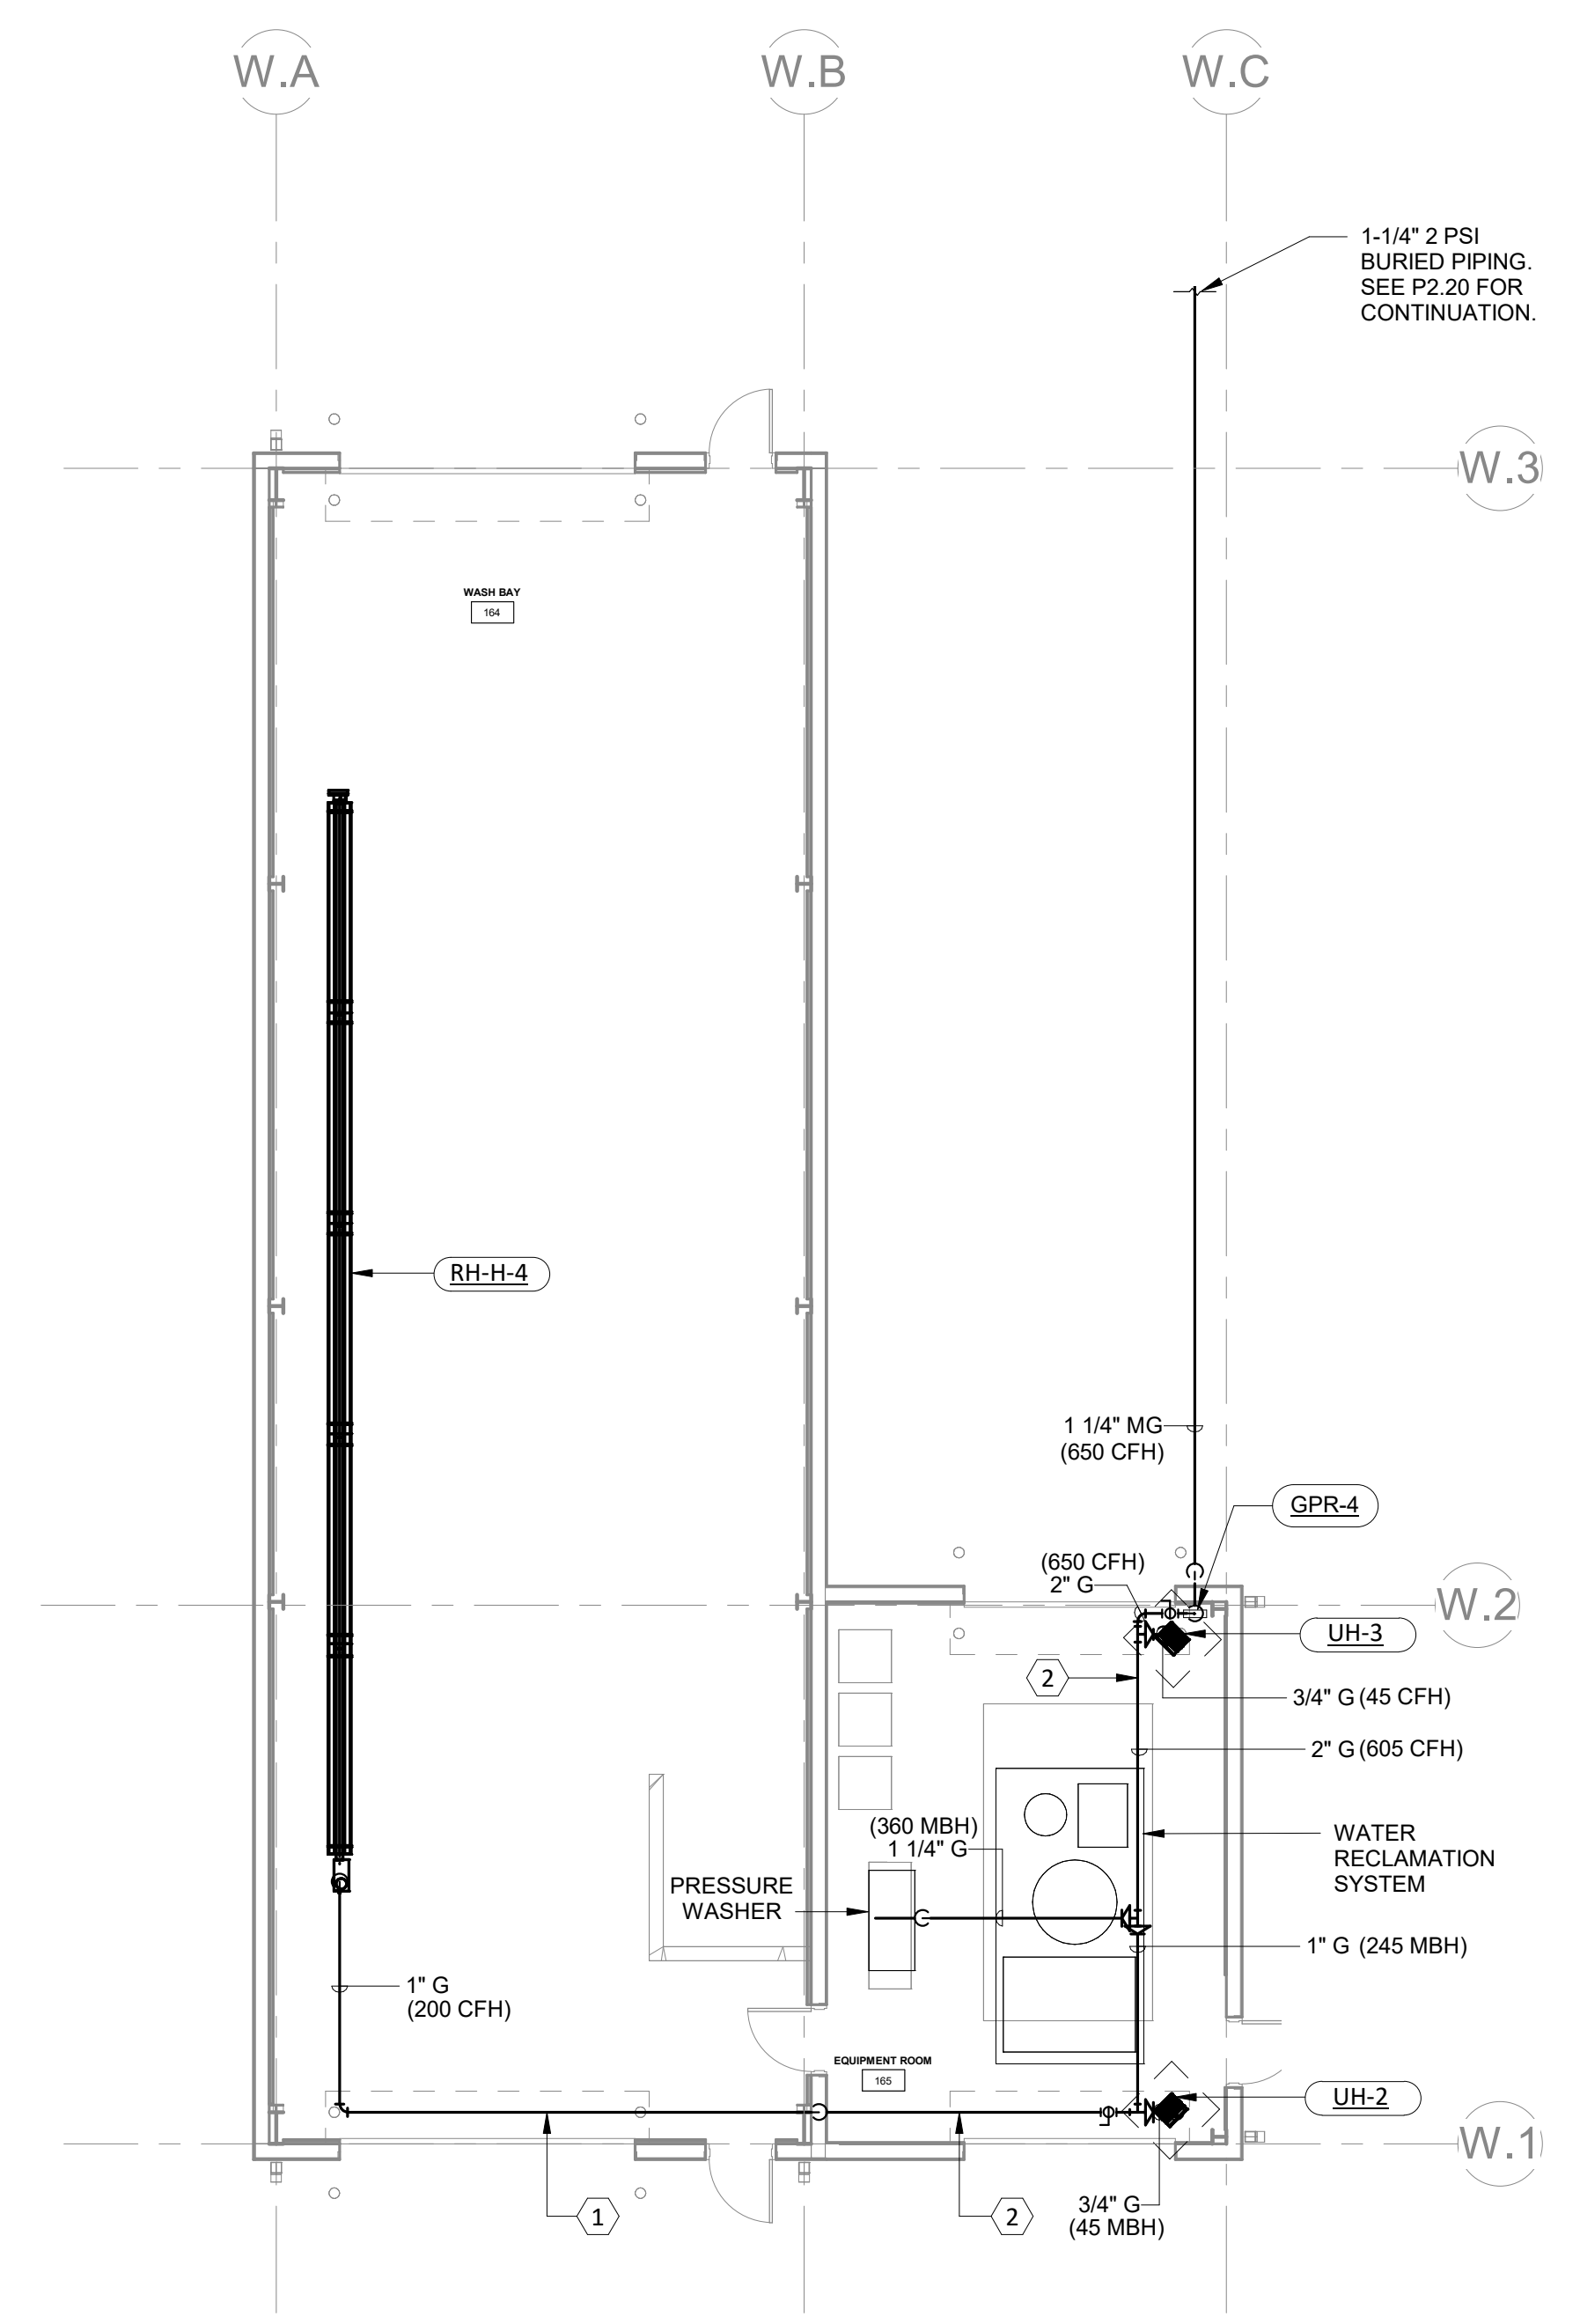 W.A
W.B
W.C
1-1/4" 2 PSI
BURIED PIPING.
SEE P2.20 FOR
CONTINUATION.
W.3
WASH BAY
164
RH-H-4
1 1/4" MG
(650 CFH)
GPR-4
(650 CFH)
2" G
W.2
UH-3
2
3/4" G (45 CFH)
2" G (605 CFH)
(360 MBH)
1 1/4" G
WATER
RECLAMATION
SYSTEM
PRESSURE
WASHER
1" G (245 MBH)
1" G
(200 CFH)
EQUIPMENT ROOM
165
UH-2
W.1
1
2
3/4" G
(45 MBH)